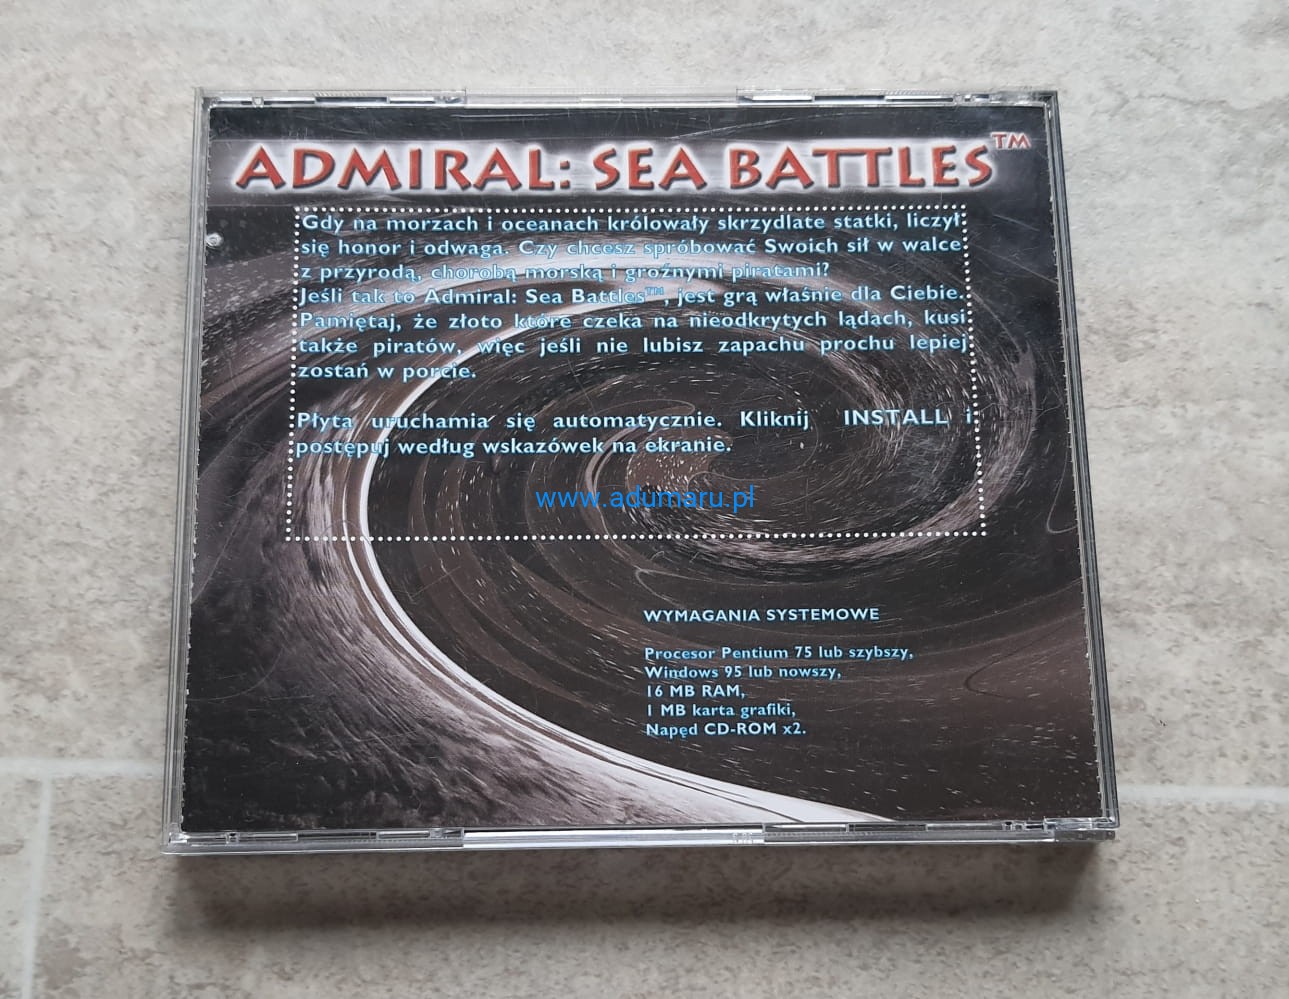 ADMIRAL: SEA BATTLES™
Gdy na morzach i oceanach królowały skrzydlate statki, liczył
się honor i odwaga. Czy chcesz spróbować Swoich sił w walce
z przyrodą, chorobą morską i groźnymi piratami?
Jeśli tak to Admiral: Sea Battles™, jest grą właśnie dla Ciebie.
Pamiętaj, że złoto które czeka na nieodkrytych lądach, kusi
także piratów, więc jeśli nie lubisz zapachu prochu lepiej
zostań w porcie.
Płyta uruchamia się automatycznie. Kliknij INSTALL i
postępuj według wskazówek na ekranie.
www.adumaru.pl
WYMAGANIA SYSTEMOWE
Procesor Pentium 75 lub szybszy,
Windows 95 lub nowszy,
16 MB RAM,
1 MB karta grafiki,
Napęd CD-ROM x2.